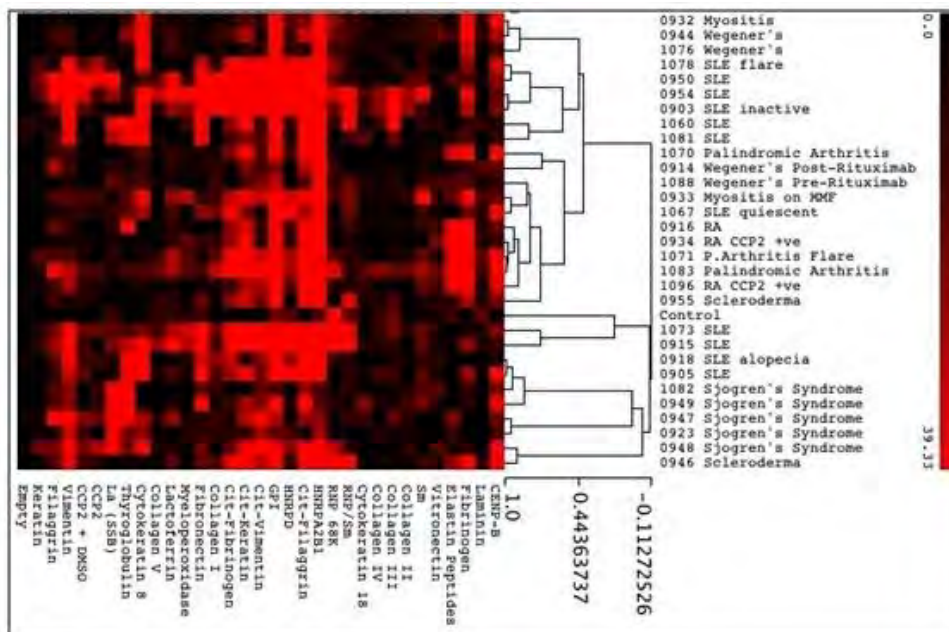 0.0
39.33
0932 Myositis
0944 Wegener's
1076 Wegener's
1078 SLE flare
0950 SLE
0954 SLE
0903 SLE inactive
1060 SLE
1081 SLE
1070 Palindromic Arthritis
0914 Wegener's Post-Rituximab
1088 Wegener's Pre-Rituximab
0933 Myositis on MMF
1067 SLE quiescent
0916 RA
0934 RA CCP2 +ve
1071 P.Arthritis Flare
1083 Palindromic Arthritis
1096 RA CCP2 +ve
0955 Scleroderma
Control
1073 SLE
0915 SLE
0918 SLE alopecia
0905 SLE
1082 Sjogren's Syndrome
0949 Sjogren's Syndrome
0947 Sjogren's Syndrome
0923 Sjogren's Syndrome
0948 Sjogren's Syndrome
0946 Scleroderma
-0.11272526
0.44363737
1.0
CENP-B
Laminin
Fibrinogen
Elastin Peptides
Vitronectin
Sm
Collagen II
Collagen III
Collagen IV
Cytokeratin 18
RNP/Sm
RNP 68K
HNRPA2B1
Cit-Filaggrin
HNRPD
GPI
Cit-Vimentin
Cit-Keratin
Cit-Fibrinogen
Collagen I
Fibronectin
Myeloperoxidase
Lactoferrin
Collagen V
Cytokeratin 8
Thyroglobulin
La (SSB)
CCP2
CCP2 + DMSO
Vimentin
Filaggrin
Keratin
Empty